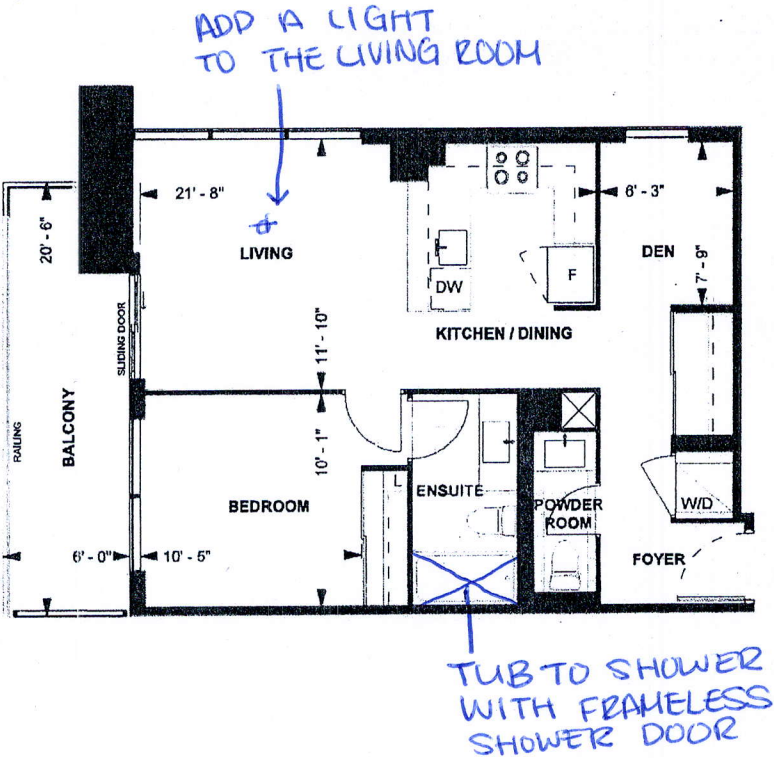 ADD A LIGHT
TO THE LIVING ROOM
21' - 8"
6' - 3"
20' - 6"
LIVING
DEN
7' - 9"
DW
F
SLIDING DOOR
11' - 10"
KITCHEN / DINING
RAILING
BALCONY
10' - 1"
L
BEDROOM
ENSUITE
POWDER
ROOM
W/D
6' - 0"
10' - 5"
FOYER
TUB TO SHOWER
WITH FRAMELESS
SHOWER DOOR